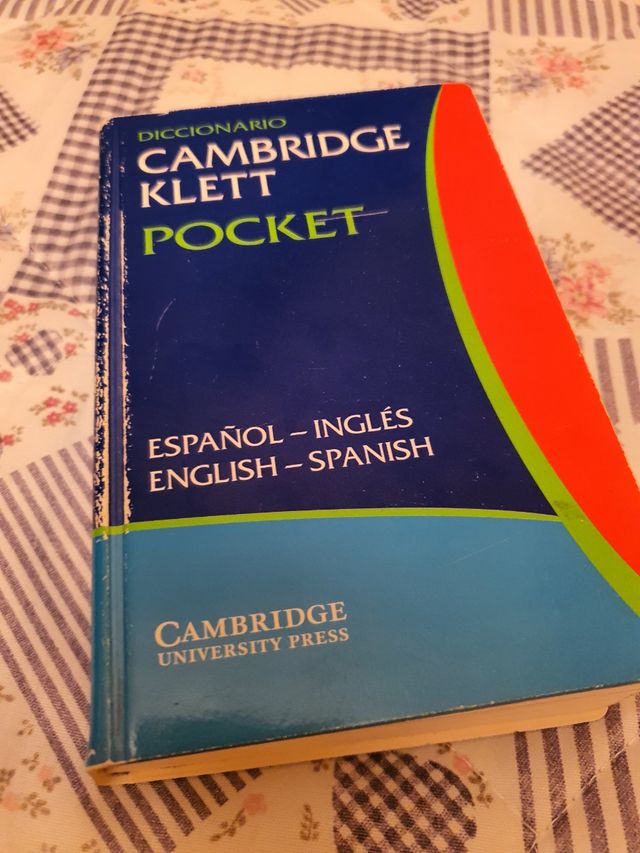 DICCIONARIO
CAMBRIDGE
KLETT
POCKET
ESPAÑOL – INGLÉS
ENGLISH – SPANISH
CAMBRIDGE
UNIVERSITY PRESS